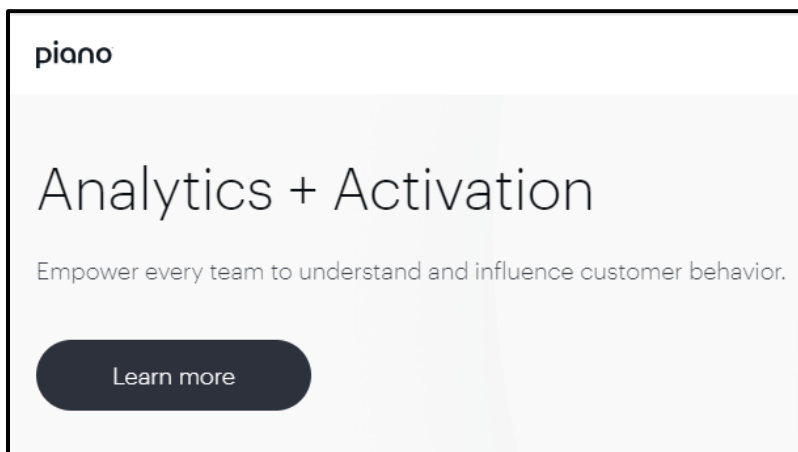 piano
Analytics + Activation
Empower every team to understand and influence customer behavior.
Learn more